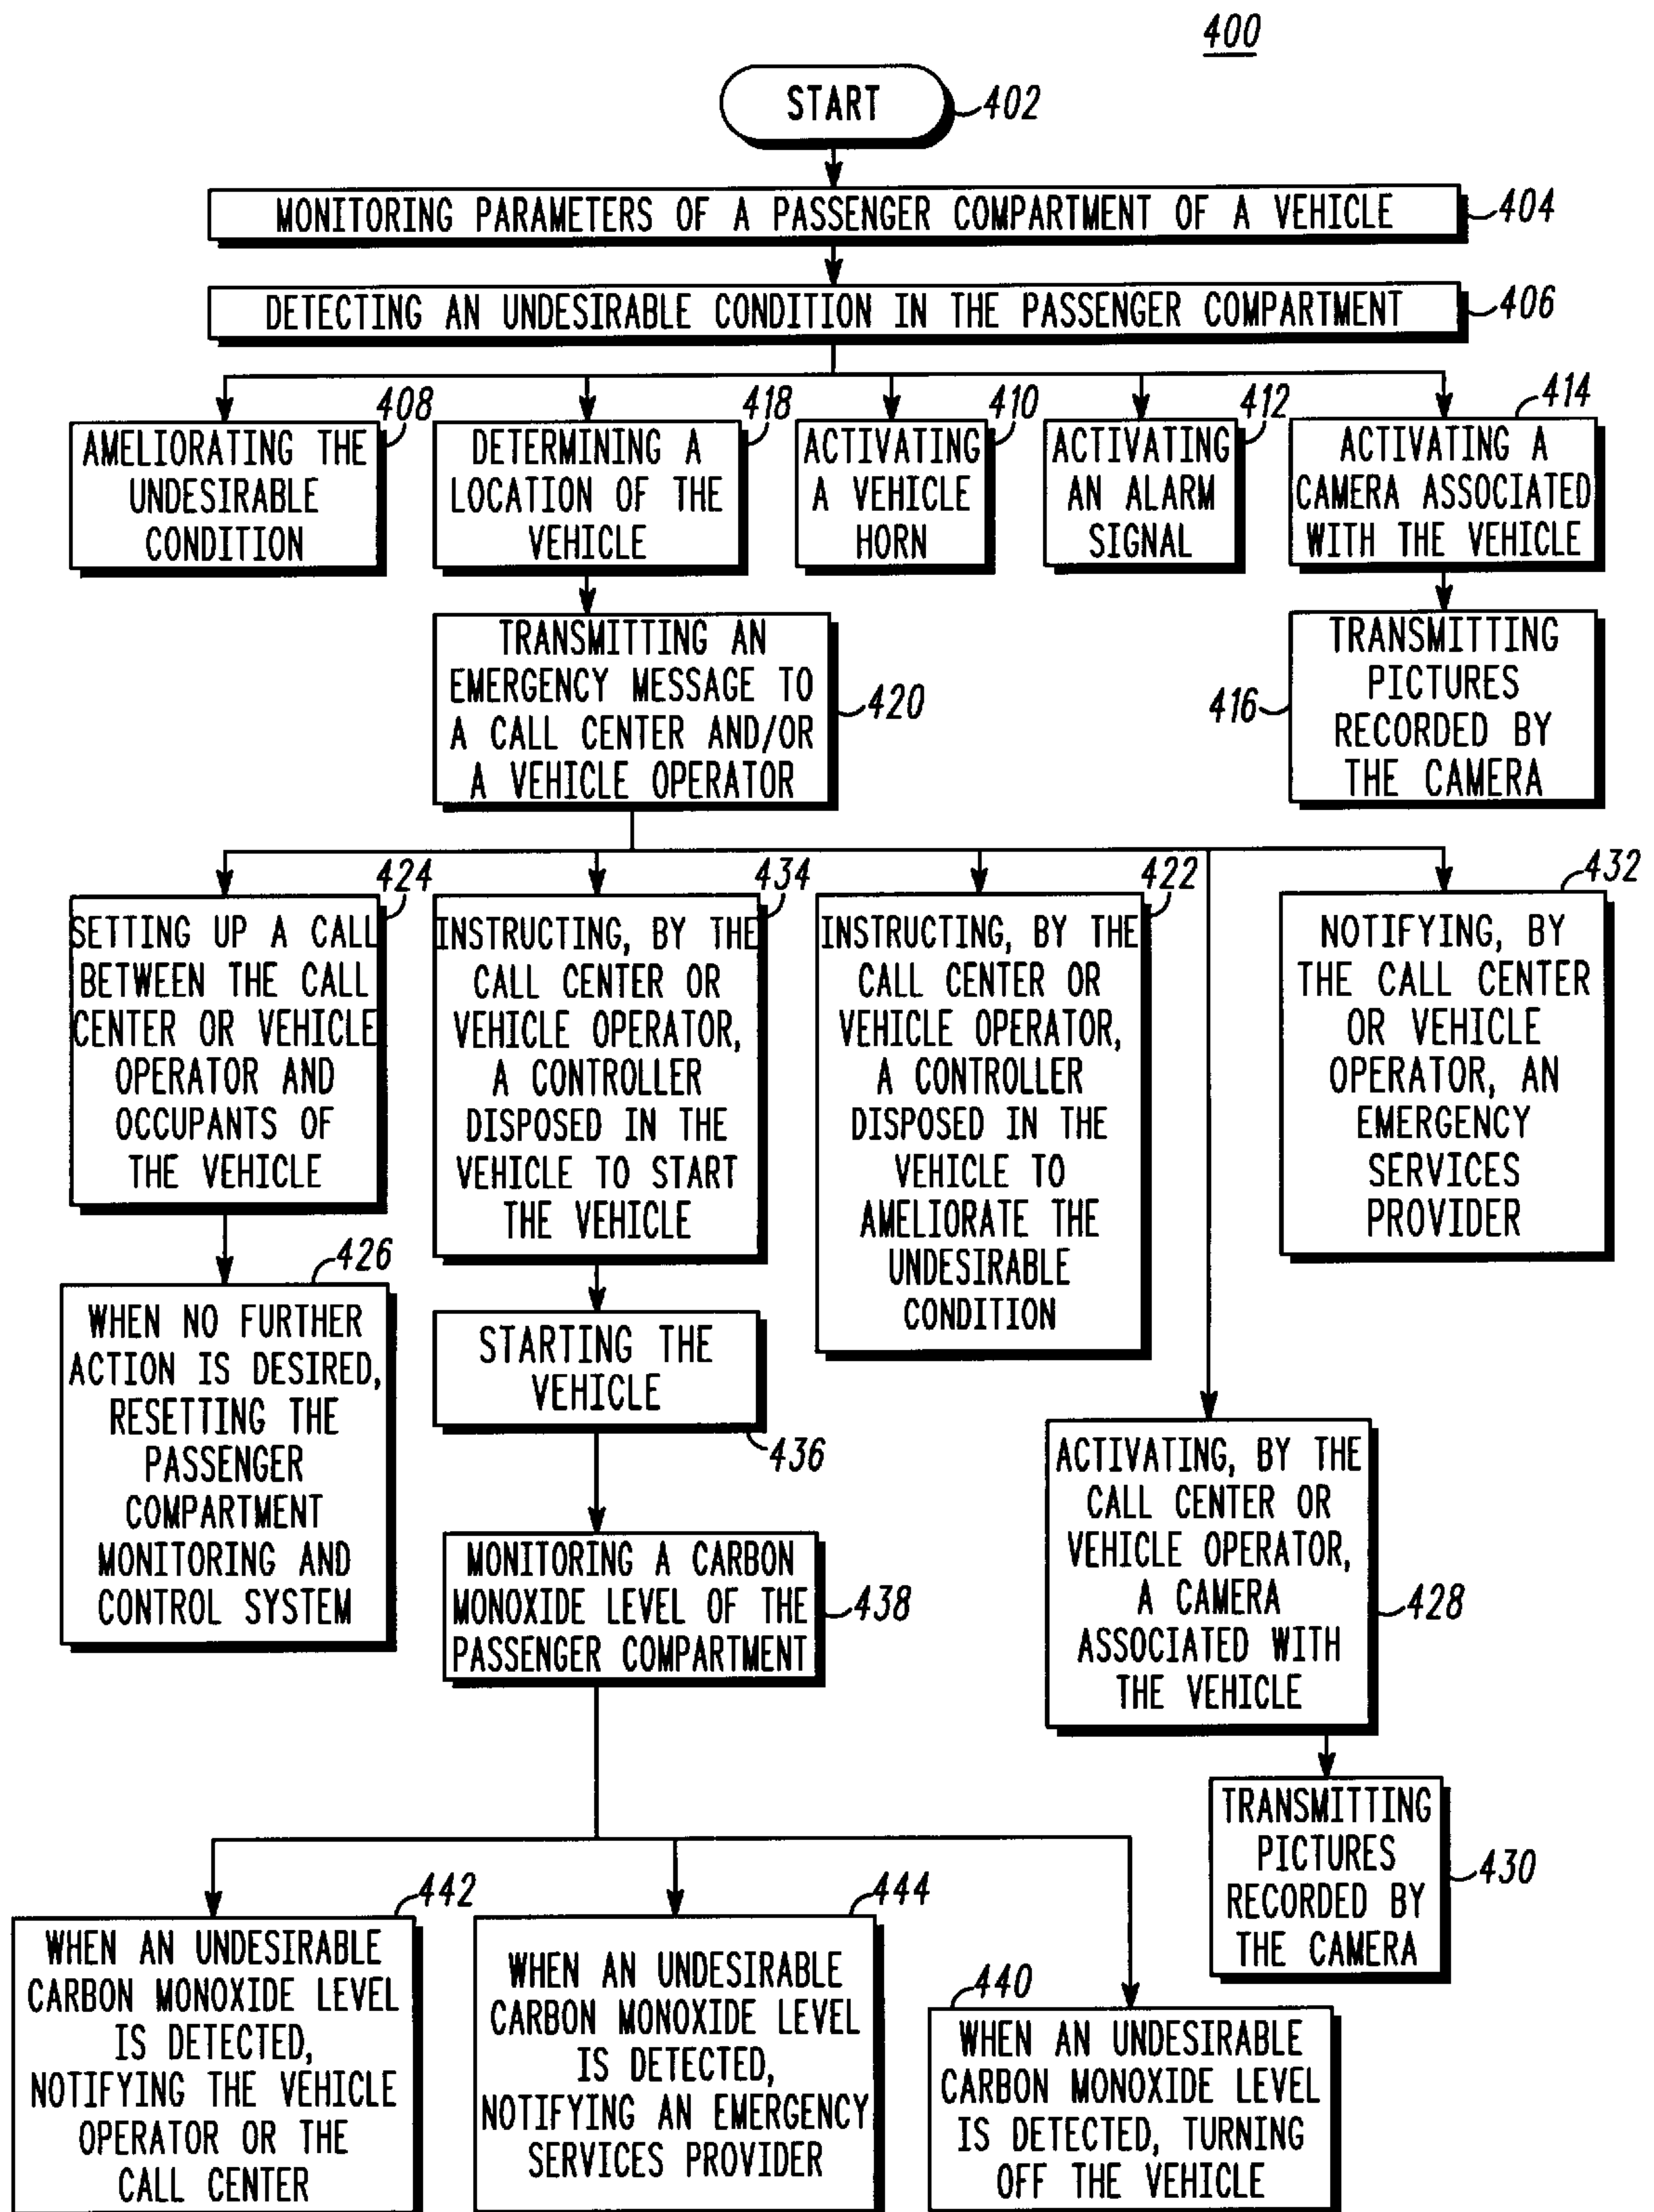 400
START
402
MONITORING PARAMETERS OF A PASSENGER COMPARTMENT OF A VEHICLE
404
DETECTING AN UNDESIRABLE CONDITION IN THE PASSENGER COMPARTMENT
406
408
AMELIORATING THE
UNDESIRABLE
CONDITION
418
DETERMINING A
LOCATION OF THE
VEHICLE
410
ACTIVATING
A VEHICLE
HORN
412
ACTIVATING
AN ALARM
SIGNAL
414
ACTIVATING A
CAMERA ASSOCIATED
WITH THE VEHICLE
TRANSMITTING AN
EMERGENCY MESSAGE TO
A CALL CENTER AND/OR
A VEHICLE OPERATOR
420
416
TRANSMITTING
PICTURES
RECORDED BY
THE CAMERA
424
SETTING UP A CALL
BETWEEN THE CALL
CENTER OR VEHICLE
OPERATOR AND
OCCUPANTS OF
THE VEHICLE
434
INSTRUCTING, BY THE
CALL CENTER OR
VEHICLE OPERATOR,
A CONTROLLER
DISPOSED IN THE
VEHICLE TO START
THE VEHICLE
422
INSTRUCTING, BY THE
CALL CENTER OR
VEHICLE OPERATOR,
A CONTROLLER
DISPOSED IN THE
VEHICLE TO
AMELIORATE THE
UNDESIRABLE
CONDITION
432
NOTIFYING, BY
THE CALL CENTER
OR VEHICLE
OPERATOR, AN
EMERGENCY
SERVICES
PROVIDER
426
WHEN NO FURTHER
ACTION IS DESIRED,
RESETTING THE
PASSENGER
COMPARTMENT
MONITORING AND
CONTROL SYSTEM
STARTING THE
VEHICLE
436
MONITORING A CARBON
MONOXIDE LEVEL OF THE
PASSENGER COMPARTMENT
438
ACTIVATING, BY THE
CALL CENTER OR
VEHICLE OPERATOR,
A CAMERA
ASSOCIATED WITH
THE VEHICLE
428
TRANSMITTING
PICTURES
RECORDED BY
THE CAMERA
430
442
WHEN AN UNDESIRABLE
CARBON MONOXIDE LEVEL
IS DETECTED,
NOTIFYING THE VEHICLE
OPERATOR OR THE
CALL CENTER
444
WHEN AN UNDESIRABLE
CARBON MONOXIDE LEVEL
IS DETECTED,
NOTIFYING AN EMERGENCY
SERVICES PROVIDER
440
WHEN AN UNDESIRABLE
CARBON MONOXIDE LEVEL
IS DETECTED, TURNING
OFF THE VEHICLE